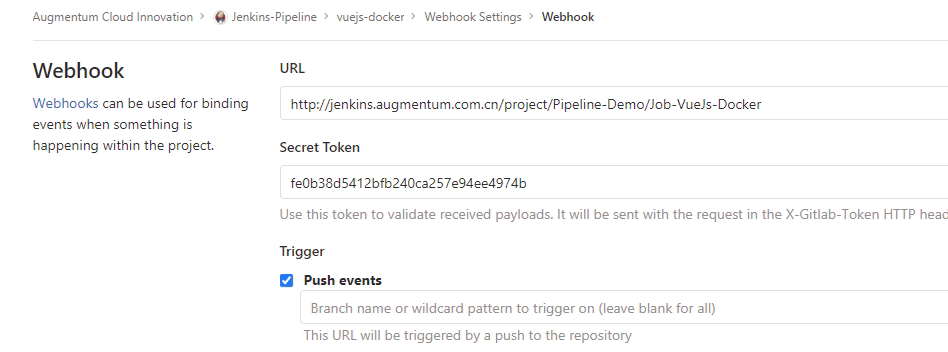 Augmentum Cloud Innovation > Jenkins-Pipeline > vuejs-docker > Webhook Settings > Webhook
Webhook
Webhooks can be used for binding
events when something is
happening within the project.
URL
http://jenkins.augmentum.com.cn/project/Pipeline-Demo/Job-VueJs-Docker
Secret Token
fe0b38d5412bfb240ca257e94ee4974b
Use this token to validate received payloads. It will be sent with the request in the X-Gitlab-Token HTTP head
Trigger
Push events
Branch name or wildcard pattern to trigger on (leave blank for all)
This URL will be triggered by a push to the repository